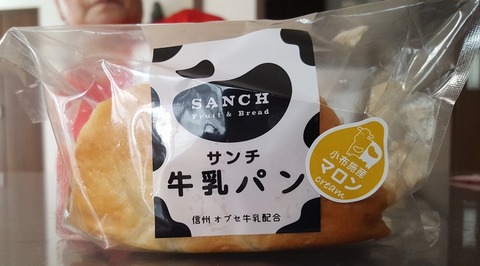 SANCH
Fruit & Bread
サンチ
牛乳パン
信州 オブセ牛乳配合
小布施産
マロン
cream